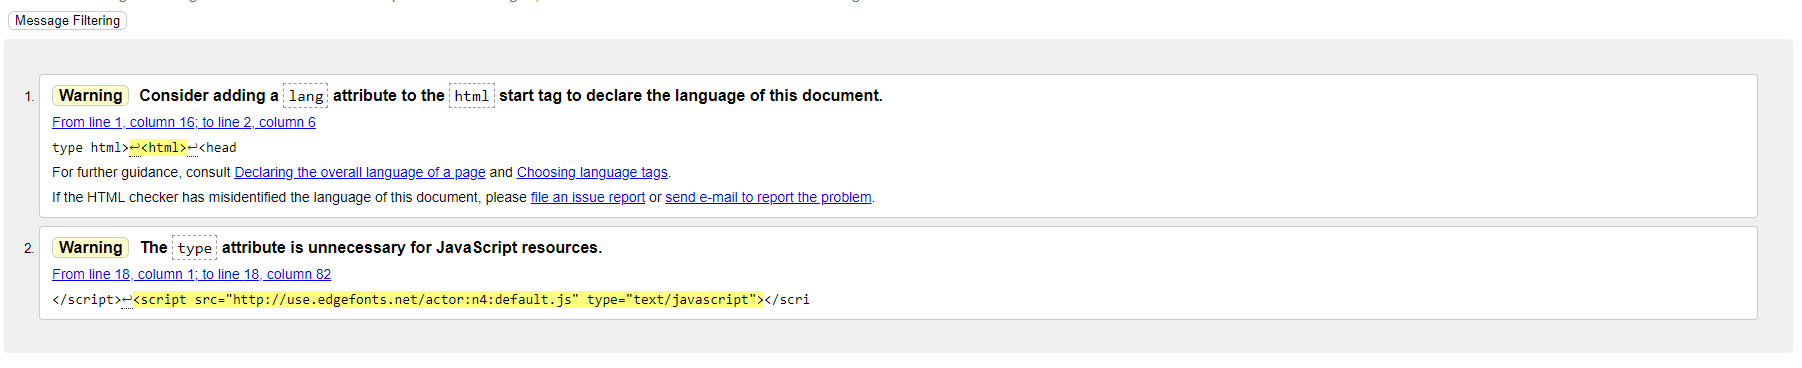 Message Filtering
1. Warning Consider adding a lang attribute to the html start tag to declare the language of this document.
From line 1, column 16; to line 2, column 6
type html>↩<html>↩<head
For further guidance, consult Declaring the overall language of a page and Choosing language tags.
If the HTML checker has misidentified the language of this document, please file an issue report or send e-mail to report the problem.
2. Warning The type attribute is unnecessary for JavaScript resources.
From line 18, column 1; to line 18, column 82
</script>↩<script src="http://use.edgefonts.net/actor:n4:default.js" type="text/javascript"></scri